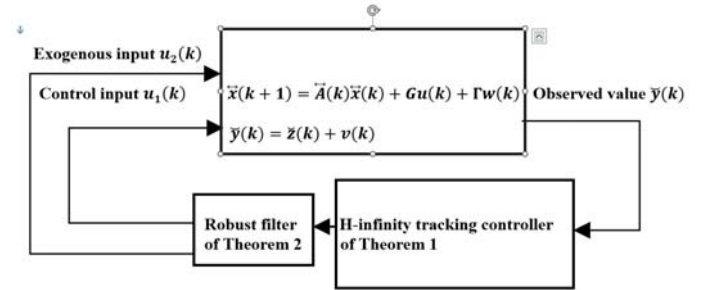 Exogenous input u₂(k)
Control input u₁(k)
x⃡(k + 1) = A⃡(k)x⃡(k) + Gu(k) + Γw(k)
Observed value y̆(k)
y̆(k) = z̆(k) + v(k)
Robust filter
of Theorem 2
H-infinity tracking controller
of Theorem 1